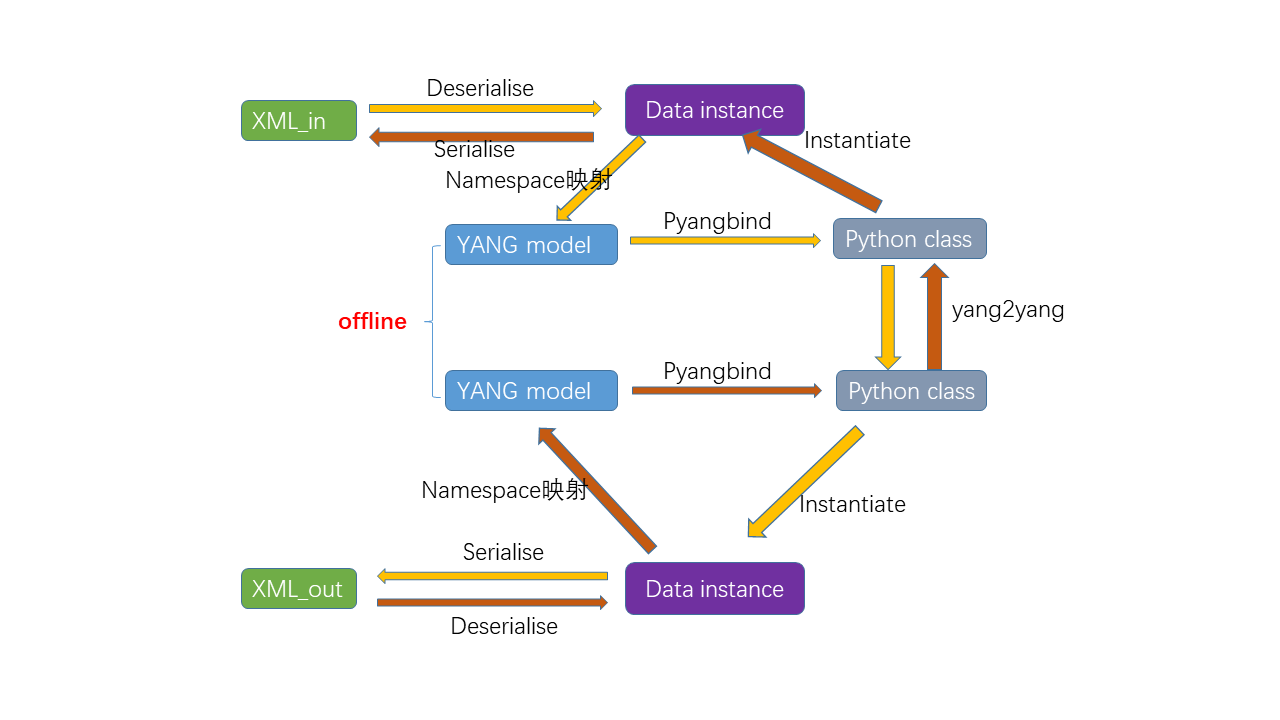 Deserialise
XML_in
Data instance
Serialise
Instantiate
Namespace映射
Pyangbind
YANG model
Python class
offline
yang2yang
Pyangbind
YANG model
Python class
Namespace映射
Instantiate
Serialise
XML_out
Data instance
Deserialise